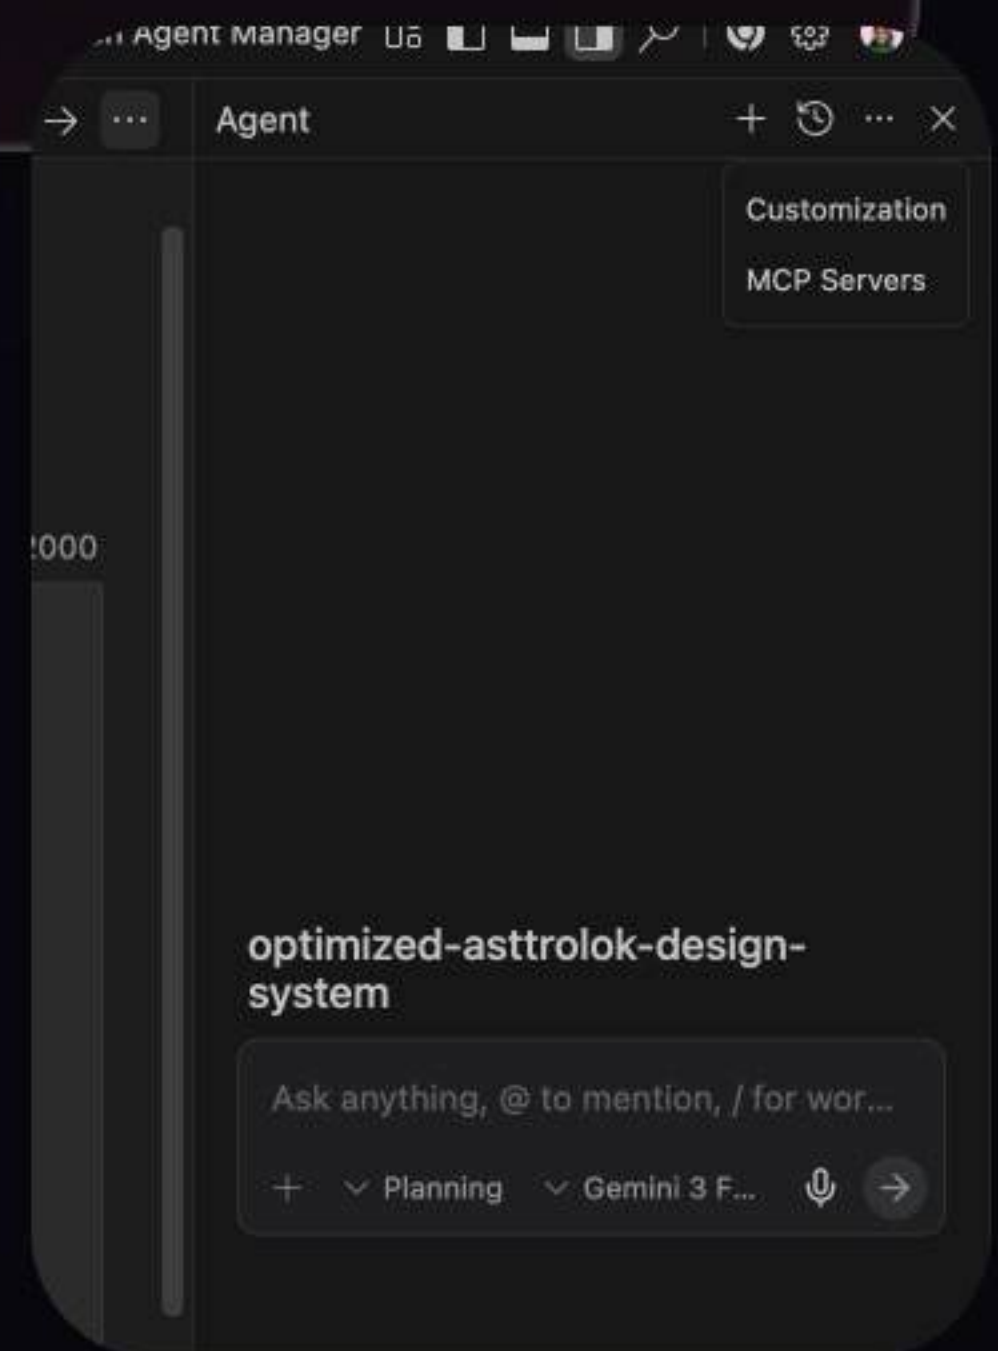 Agent Manager
Agent
Customization
MCP Servers
2000
optimized-asttrolok-design-
system
Ask anything, @ to mention, / for wor...
Planning
Gemini 3 F...